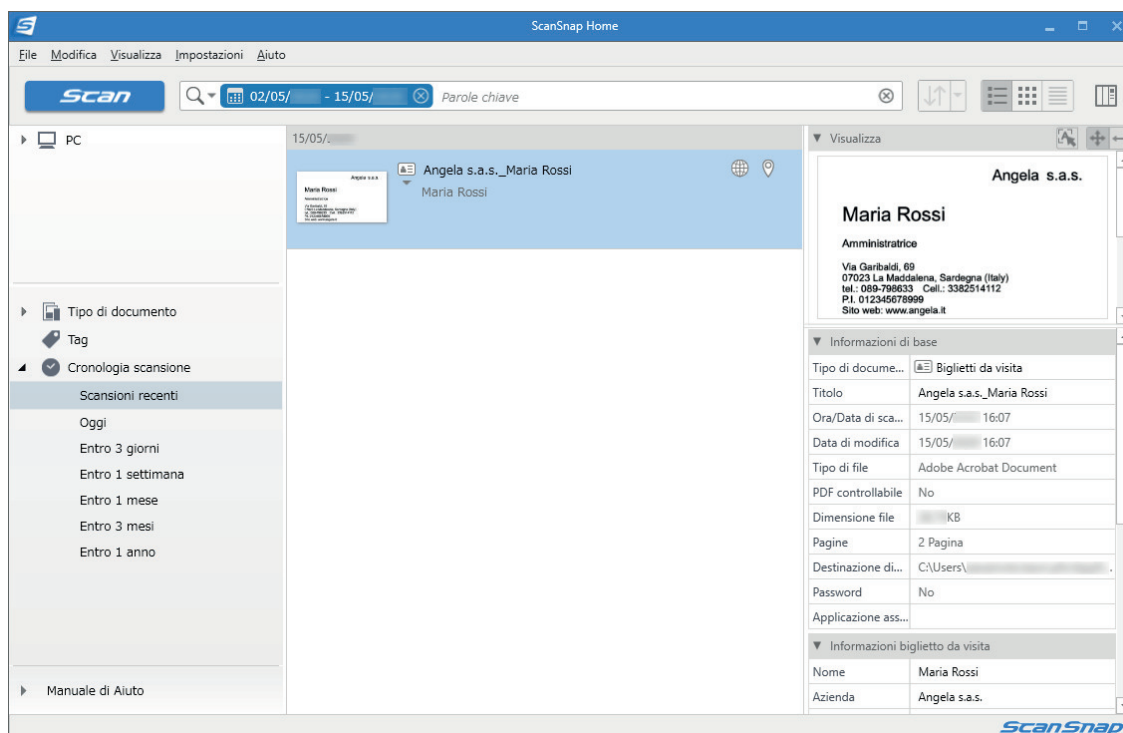 ScanSnap Home
File Modifica Visualizza Impostazioni Aiuto
Scan
02/05/ - 15/05/ Parole chiave
PC
Tipo di documento
Tag
Cronologia scansione
Scansioni recenti
Oggi
Entro 3 giorni
Entro 1 settimana
Entro 1 mese
Entro 3 mesi
Entro 1 anno
Manuale di Aiuto
15/05/
Angela s.a.s.
Maria Rossi
Angela s.a.s._Maria Rossi
Maria Rossi
Visualizza
Angela s.a.s.
Maria Rossi
Amministratrice
Via Garibaldi, 69
07023 La Maddalena, Sardegna (Italy)
tel.: 089-798633 Cell.: 3382514112
P.I. 012345678999
Sito web: www.angela.it
Informazioni di base
Tipo di docume... Biglietti da visita
Titolo Angela s.a.s._Maria Rossi
Ora/Data di sca... 15/05/ 16:07
Data di modifica 15/05/ 16:07
Tipo di file Adobe Acrobat Document
PDF controllabile No
Dimensione file KB
Pagine 2 Pagina
Destinazione di... C:\Users\ .
Password No
Applicazione ass...
Informazioni biglietto da visita
Nome Maria Rossi
Azienda Angela s.a.s.
ScanSnap